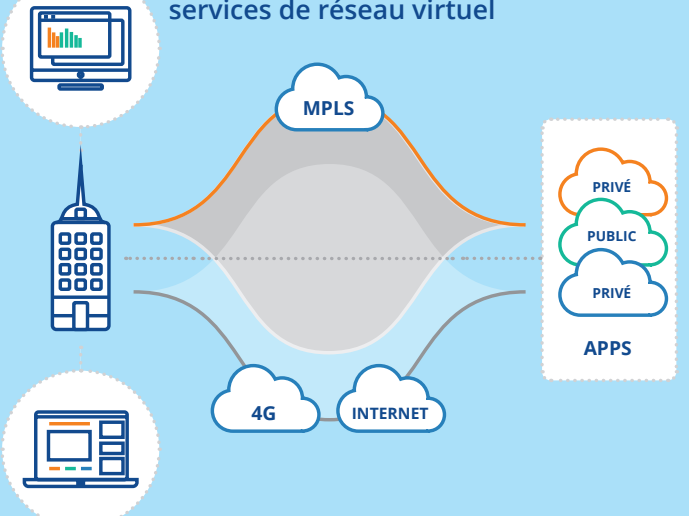 services de réseau virtuel
MPLS
PRIVÉ
PUBLIC
PRIVÉ
APPS
4G
INTERNET